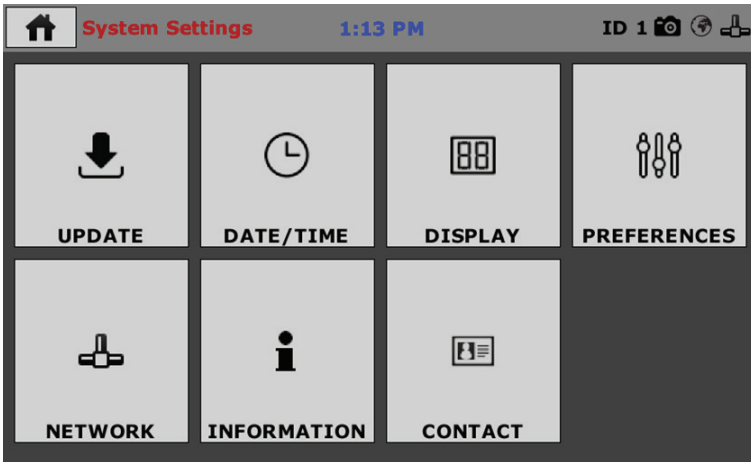 System Settings 1:13 PM ID 1
UPDATE DATE/TIME DISPLAY PREFERENCES
NETWORK INFORMATION CONTACT